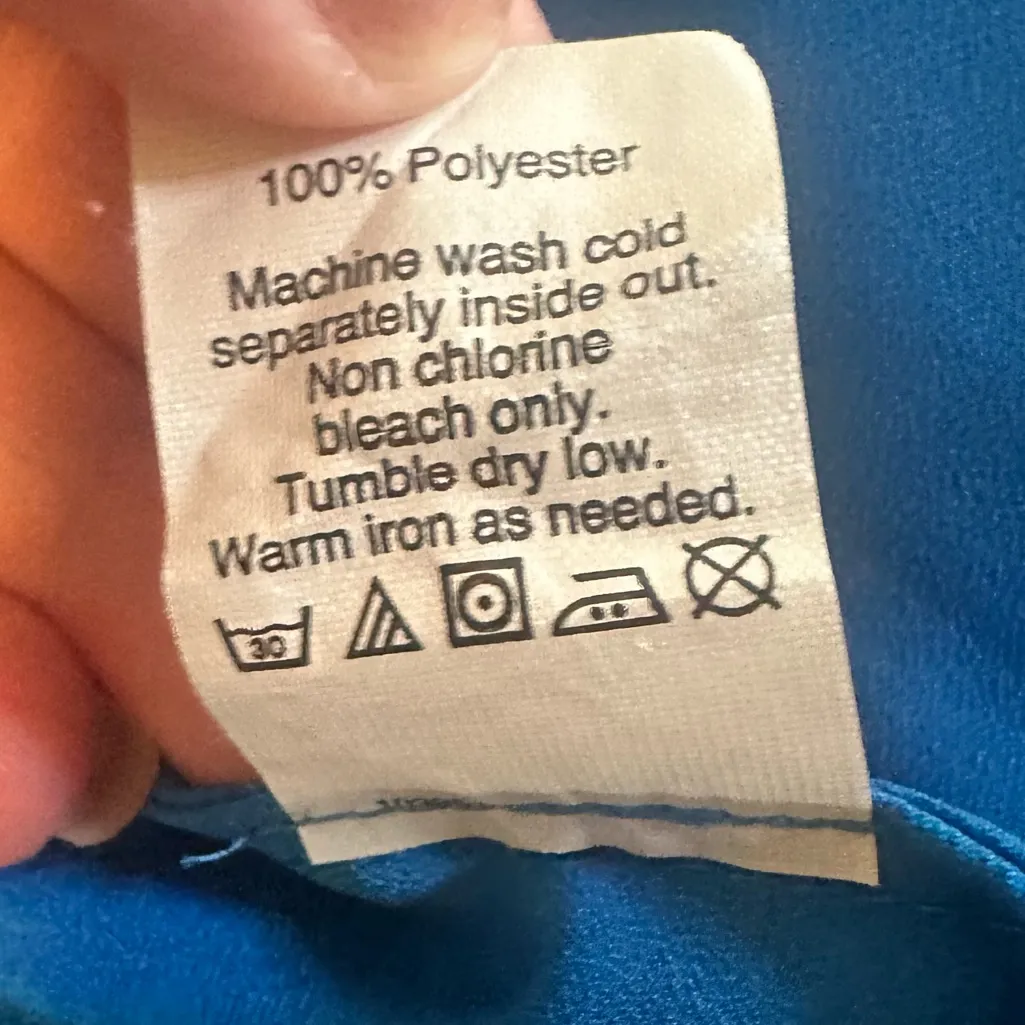 100% Polyester
Machine wash cold
separately inside out.
Non chlorine
bleach only.
Tumble dry low.
Warm iron as needed.
30